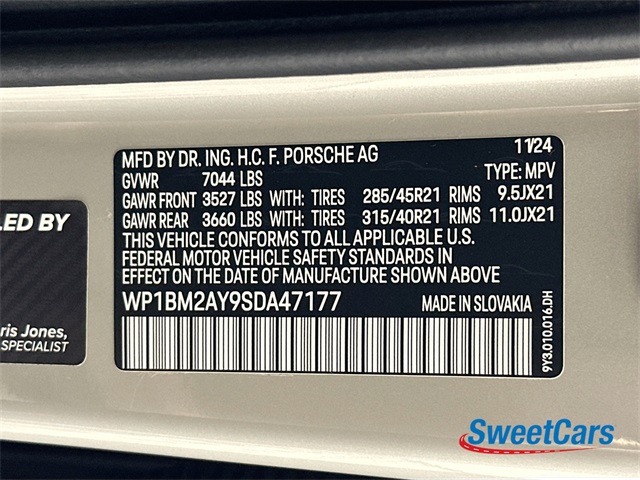 MFD BY DR. ING. H.C. F. PORSCHE AG 11/24
GVWR 7044 LBS TYPE: MPV
GAWR FRONT 3527 LBS WITH: TIRES 285/45R21 RIMS 9.5JX21
GAWR REAR 3660 LBS WITH: TIRES 315/40R21 RIMS 11.0JX21
THIS VEHICLE CONFORMS TO ALL APPLICABLE U.S.
FEDERAL MOTOR VEHICLE SAFETY STANDARDS IN
EFFECT ON THE DATE OF MANUFACTURE SHOWN ABOVE
WP1BM2AY9SDA47177 MADE IN SLOVAKIA
9Y3.010.016.DH
BY
Jones,
SPECIALIST
SweetCars